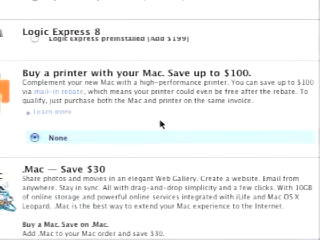 Logic Express 8
Logic Express preinstalled [Add $199]
Buy a printer with your Mac. Save up to $100.
Complement your new Mac with a high-performance printer. You can save up to $100
via mail-in rebate, which means your printer could even be free after the rebate. To
qualify, just purchase both the Mac and printer on the same invoice.
Learn more
None
.Mac — Save $30
Share photos and movies in an elegant Web Gallery. Create a website. Email from
anywhere. Stay in sync. All with drag-and-drop simplicity and a few clicks. With 10GB
of online storage and powerful online services integrated with iLife and Mac OS X
Leopard, .Mac is the best way to extend your Mac experience to the Internet.
Buy a Mac. Save on .Mac.
Add .Mac to your Mac order and save $30.